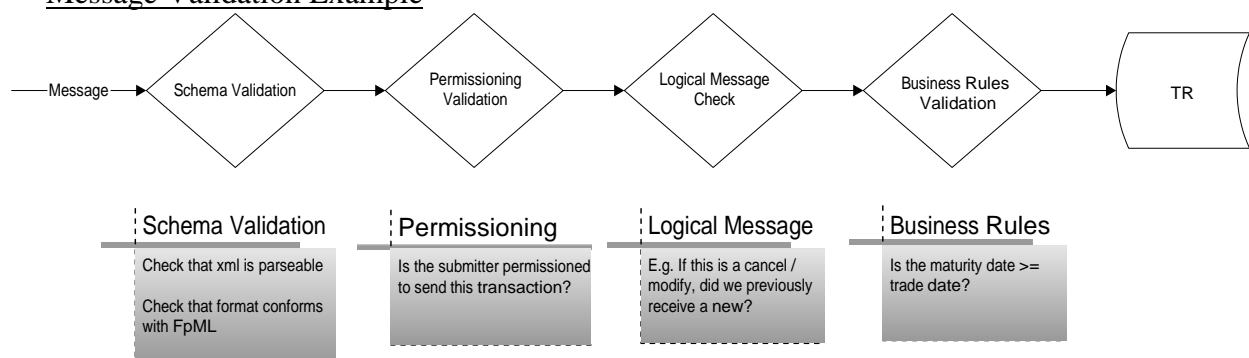 Message Validation Example
Message
Schema Validation
Permissioning
Validation
Logical Message
Check
Business Rules
Validation
TR
Schema Validation
Check that xml is parseable
Check that format conforms
with FpML
Permissioning
Is the submitter permissioned
to send this transaction?
Logical Message
E.g. If this is a cancel /
modify, did we previously
receive a new?
Business Rules
Is the maturity date >=
trade date?